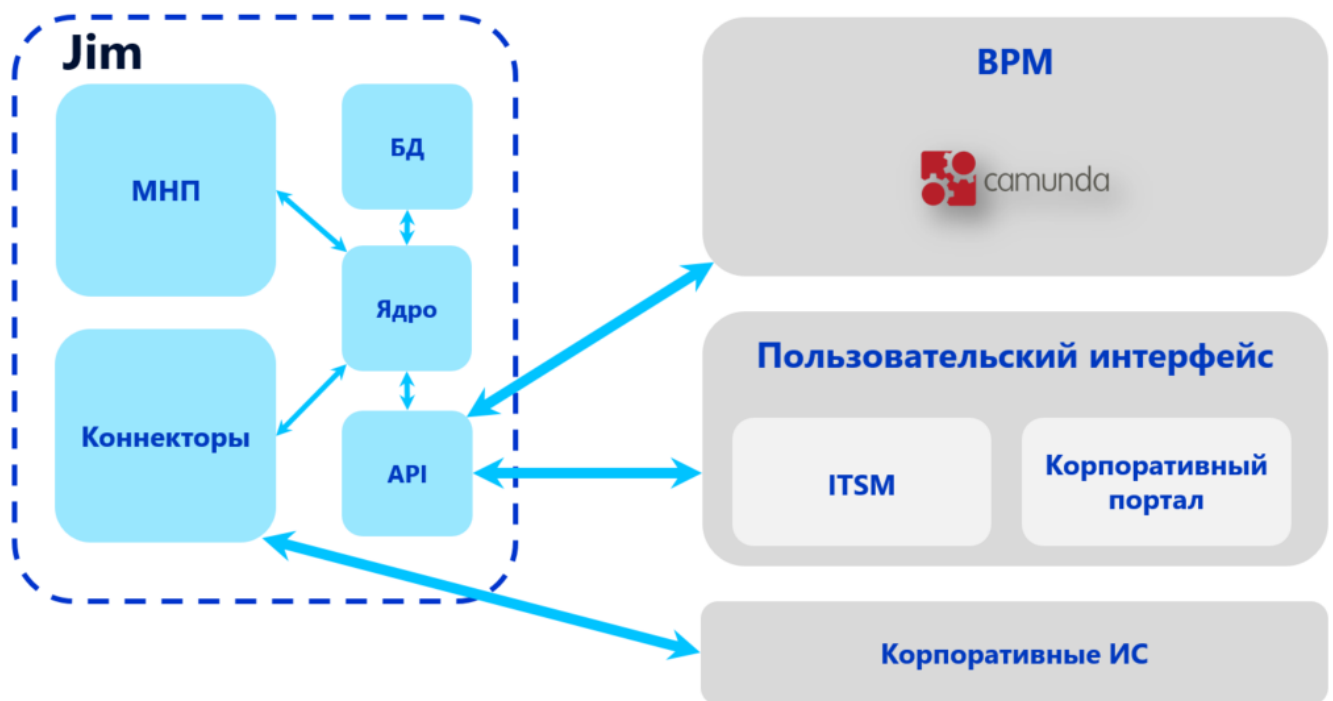 Jim
МНП
БД
Ядро
Коннекторы
API
BPM
camunda
Пользовательский интерфейс
ITSM
Корпоративный
портал
Корпоративные ИС